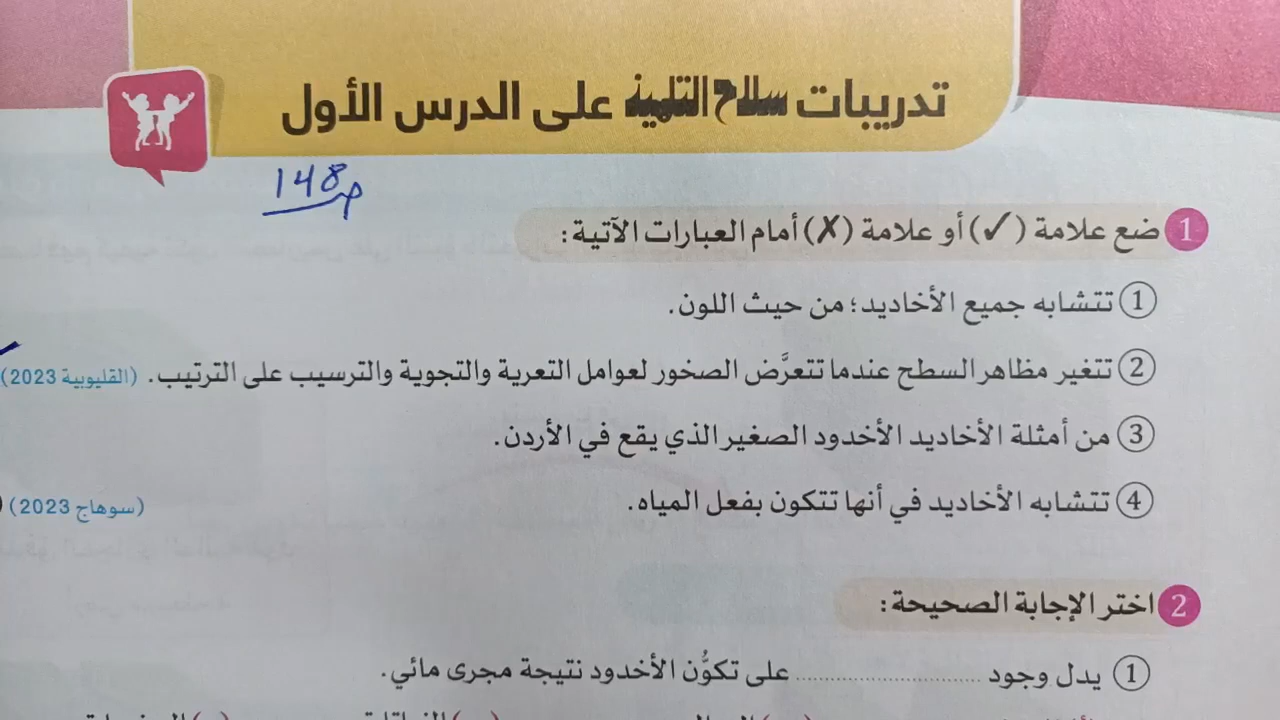 تدريبات سلاح التلميذ على الدرس الأول
148 ص
1 ضع علامة (✓) أو علامة (✗) أمام العبارات الآتية:
1 تتشابه جميع الأخاديد؛ من حيث اللون.
2 تتغير مظاهر السطح عندما تتعرَّض الصخور لعوامل التعرية والتجوية والترسيب على الترتيب. (القليوبية 2023)
3 من أمثلة الأخاديد الأخدود الصغير الذي يقع في الأردن.
4 تتشابه الأخاديد في أنها تتكون بفعل المياه. (سوهاج 2023)
2 اختر الإجابة الصحيحة:
1 يدل وجود ........................ على تكوُّن الأخدود نتيجة مجرى مائي.